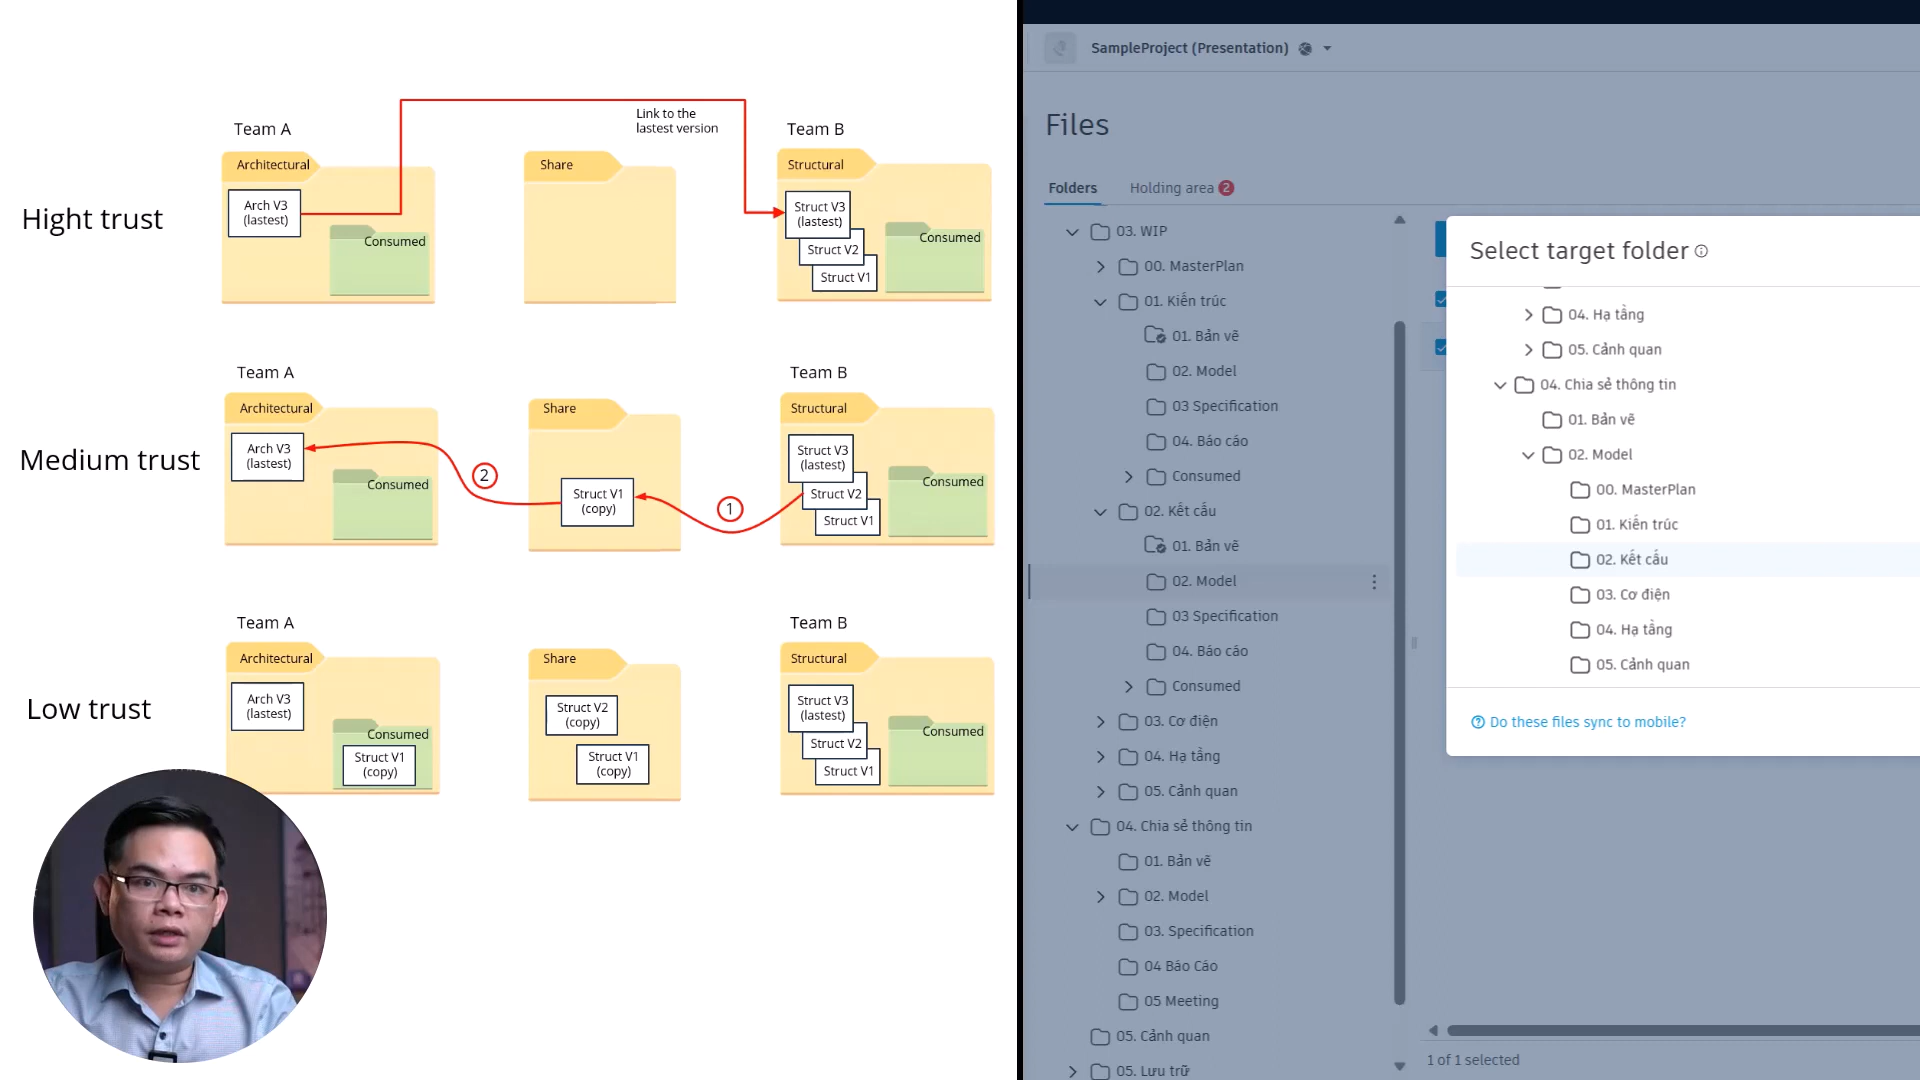 Hight trust
Team A
Architectural
Arch V3
(lastest)
Consumed
Share
Link to the
lastest version
Team B
Structural
Struct V3
(lastest)
Struct V2
Struct V1
Consumed
Medium trust
Team A
Architectural
Arch V3
(lastest)
Consumed
2
Share
Struct V1
(copy)
1
Team B
Structural
Struct V3
(lastest)
Struct V2
Struct V1
Consumed
Low trust
Team A
Architectural
Arch V3
(lastest)
Consumed
Struct V1
(copy)
Share
Struct V2
(copy)
Struct V1
(copy)
Team B
Structural
Struct V3
(lastest)
Struct V2
Struct V1
Consumed
SampleProject (Presentation)
Files
Folders
Holding area 2
03. WIP
00. MasterPlan
01. Kiến trúc
01. Bản vẽ
02. Model
03 Specification
04. Báo cáo
Consumed
02. Kết cấu
01. Bản vẽ
02. Model
03 Specification
04. Báo cáo
Consumed
03. Cơ điện
04. Hạ tầng
05. Cảnh quan
04. Chia sẻ thông tin
01. Bản vẽ
02. Model
03. Specification
04 Báo Cáo
05 Meeting
05. Cảnh quan
05. Lưu trữ
Select target folder
04. Hạ tầng
05. Cảnh quan
04. Chia sẻ thông tin
01. Bản vẽ
02. Model
00. MasterPlan
01. Kiến trúc
02. Kết cấu
03. Cơ điện
04. Hạ tầng
05. Cảnh quan
Do these files sync to mobile?
1 of 1 selected